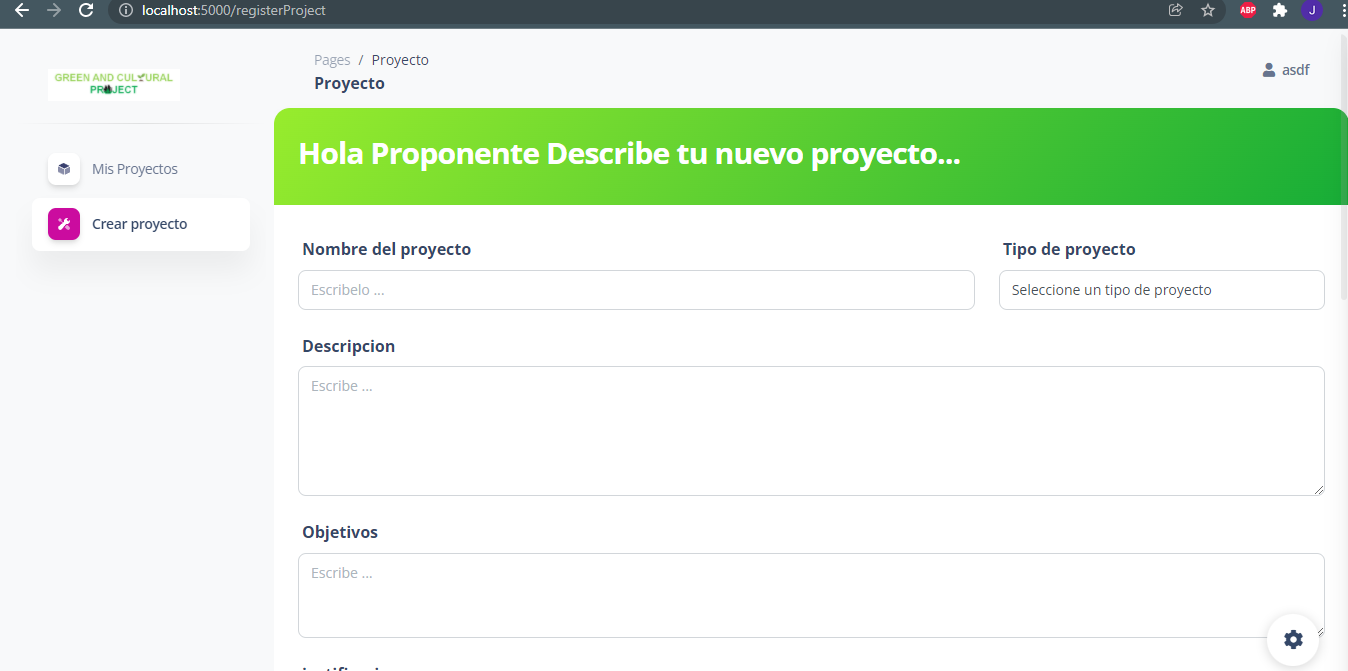 localhost:5000/registerProject
ABP
J
GREEN AND CULTURAL
PROJECT
Pages / Proyecto
Proyecto
asdf
Mis Proyectos
Crear proyecto
Hola Proponente Describe tu nuevo proyecto...
Nombre del proyecto
Tipo de proyecto
Escribelo ...
Seleccione un tipo de proyecto
Descripcion
Escribe ...
Objetivos
Escribe ...